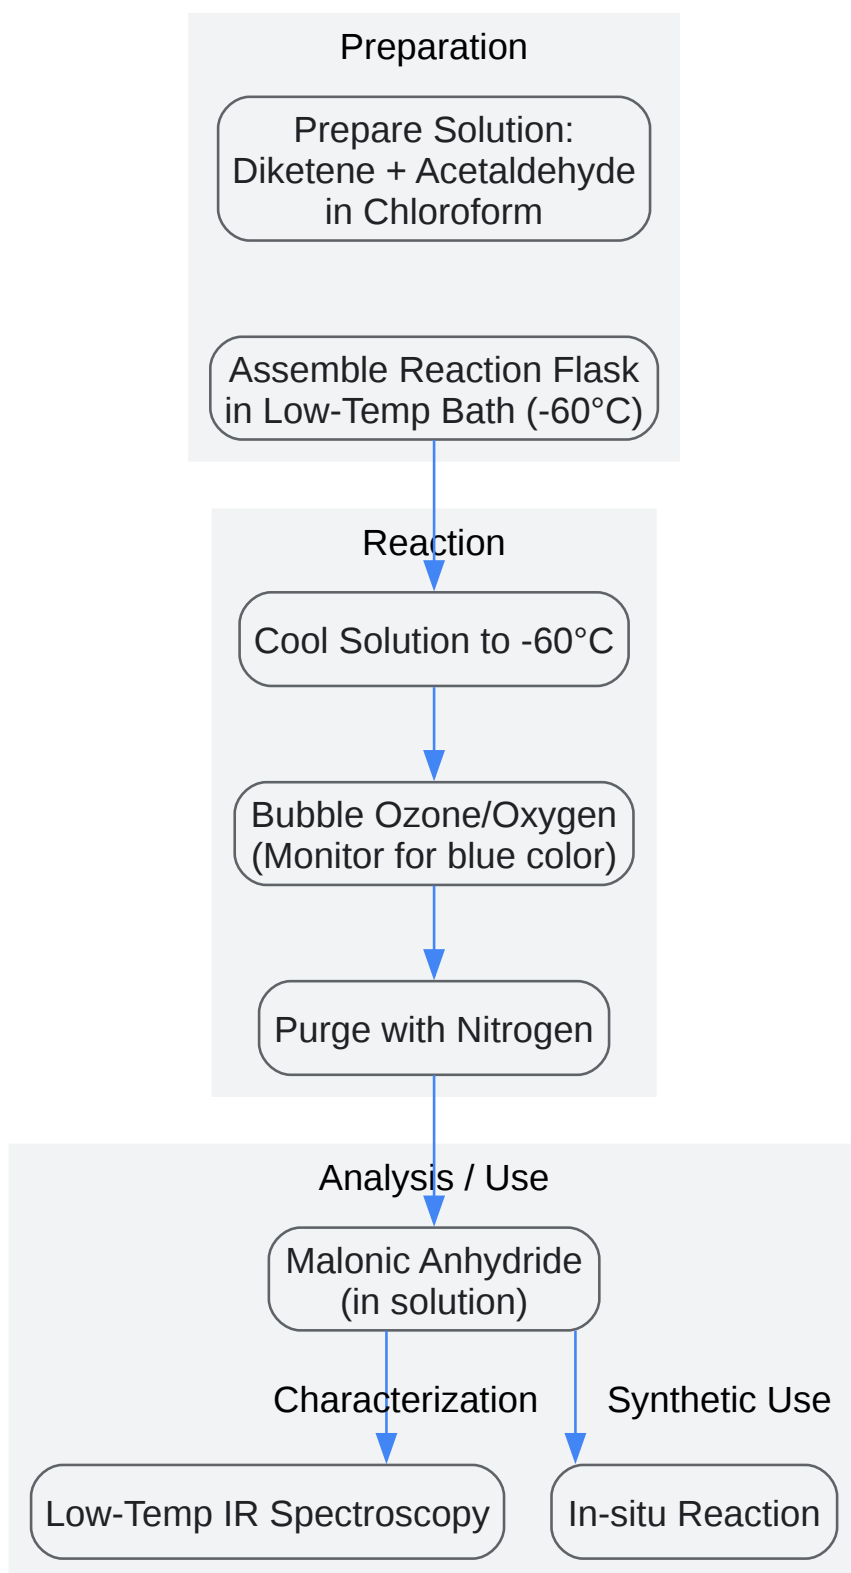 Preparation
Prepare Solution:
Diketene + Acetaldehyde
in Chloroform
Assemble Reaction Flask
in Low-Temp Bath (-60°C)
Reaction
Cool Solution to -60°C
Bubble Ozone/Oxygen
(Monitor for blue color)
Purge with Nitrogen
Analysis / Use
Malonic Anhydride
(in solution)
Characterization
Synthetic Use
Low-Temp IR Spectroscopy
In-situ Reaction